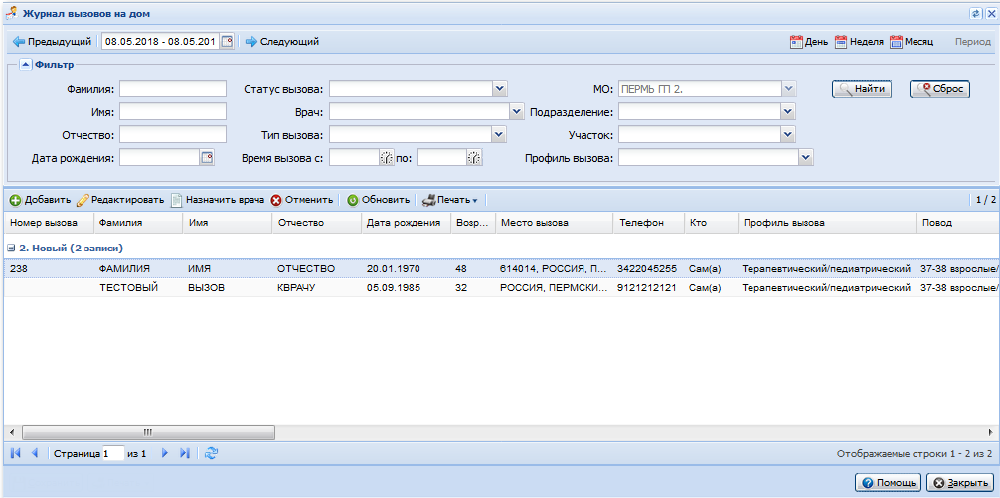 Журнал вызовов на дом
Предыдущий 08.05.2018 - 08.05.201 Следующий День Неделя Месяц Период
Фильтр
Фамилия: Статус вызова: МО: ПЕРМЬ ГП 2. Найти Сброс
Имя: Врач: Подразделение:
Отчество: Тип вызова: Участок:
Дата рождения: Время вызова с: по: Профиль вызова:
Добавить Редактировать Назначить врача Отменить Обновить Печать 1 / 2
Номер вызова Фамилия Имя Отчество Дата рождения Возр... Место вызова Телефон Кто Профиль вызова Повод
2. Новый (2 записи)
238 ФАМИЛИЯ ИМЯ ОТЧЕСТВО 20.01.1970 48 614014, РОССИЯ, П... 3422045255 Сам(а) Терапевтический/педиатрический 37-38 взрослые/
ТЕСТОВЫЙ ВЫЗОВ КВРАЧУ 05.09.1985 32 РОССИЯ, ПЕРМСКИ... 9121212121 Сам(а) Терапевтический/педиатрический 37-38 взрослые/
Страница 1 из 1 Отображаемые строки 1 - 2 из 2
Помощь Закрыть